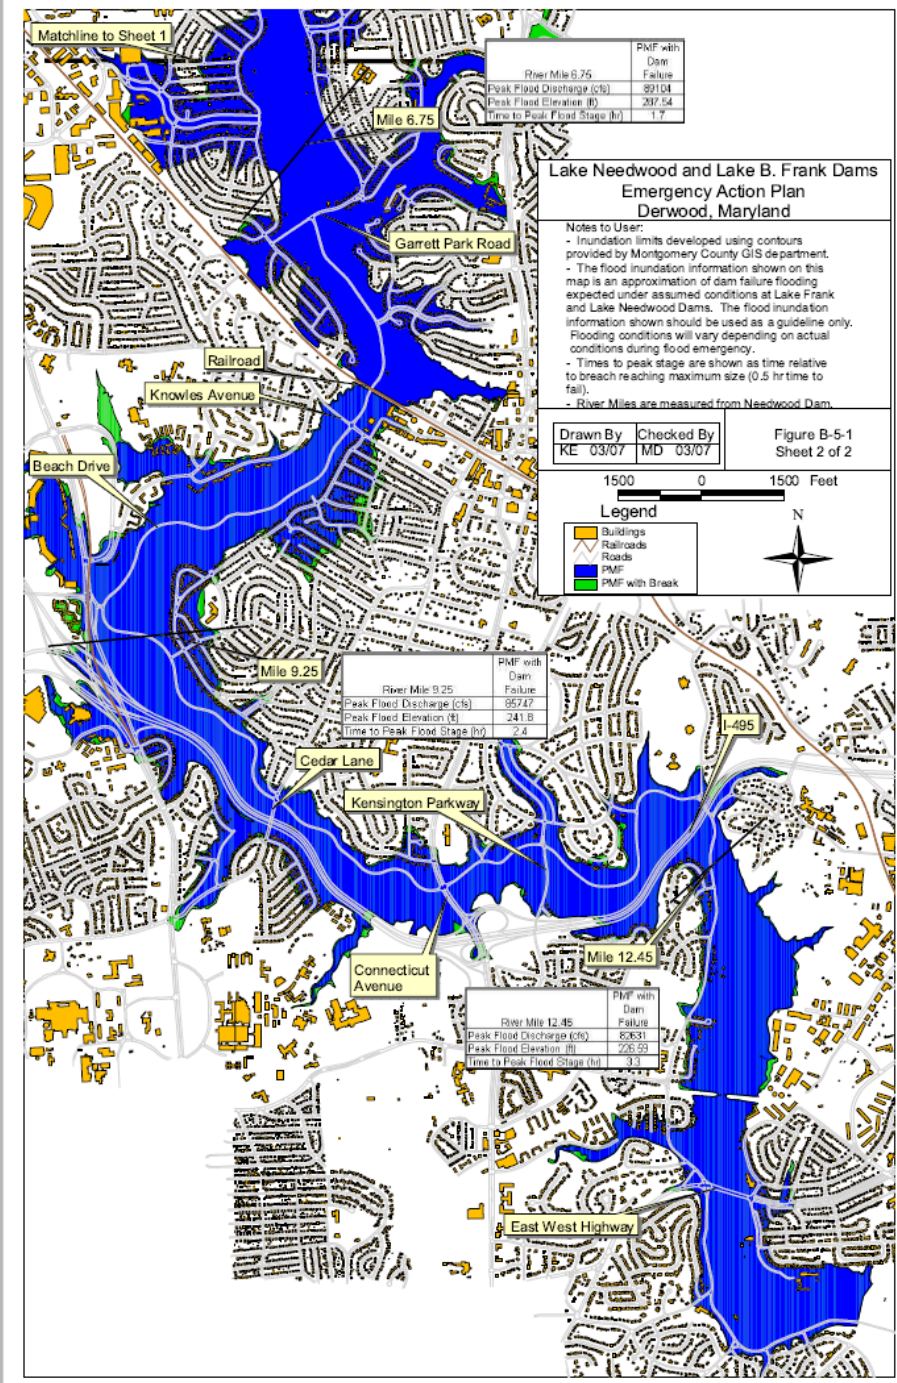 Matchline to Sheet 1
River Mile 6.75 PMF with Dam Failure
Peak Flood Discharge (cfs) 89104
Peak Flood Elevation (ft) 287.54
Time to Peak Flood Stage (hr) 1.7
Mile 6.75
Lake Needwood and Lake B. Frank Dams
Emergency Action Plan
Derwood, Maryland
Notes to User:
- Inundation limits developed using contours
provided by Montgomery County GIS department.
- The flood inundation information shown on this
map is an approximation of dam failure flooding
expected under assumed conditions at Lake Frank
and Lake Needwood Dams. The flood inundation
information shown should be used as a guideline only.
Flooding conditions will vary depending on actual
conditions during flood emergency.
- Times to peak stage are shown as time relative
to breach reaching maximum size (0.5 hr time to
fail).
- River Miles are measured from Needwood Dam.
Garrett Park Road
Railroad
Knowles Avenue
Drawn By
KE 03/07
Checked By
MD 03/07
Figure B-5-1
Sheet 2 of 2
Beach Drive
1500 0 1500 Feet
Legend
Buildings
Railroads
Roads
PMF
PMF with Break
N
Mile 9.25
River Mile 9.25 PMF with Dam Failure
Peak Flood Discharge (cfs) 85747
Peak Flood Elevation (ft) 241.8
Time to Peak Flood Stage (hr) 2.4
I-495
Cedar Lane
Kensington Parkway
Mile 12.45
Connecticut
Avenue
River Mile 12.45 PMF with Dam Failure
Peak Flood Discharge (cfs) 82631
Peak Flood Elevation (ft) 226.59
Time to Peak Flood Stage (hr) 3.3
East West Highway